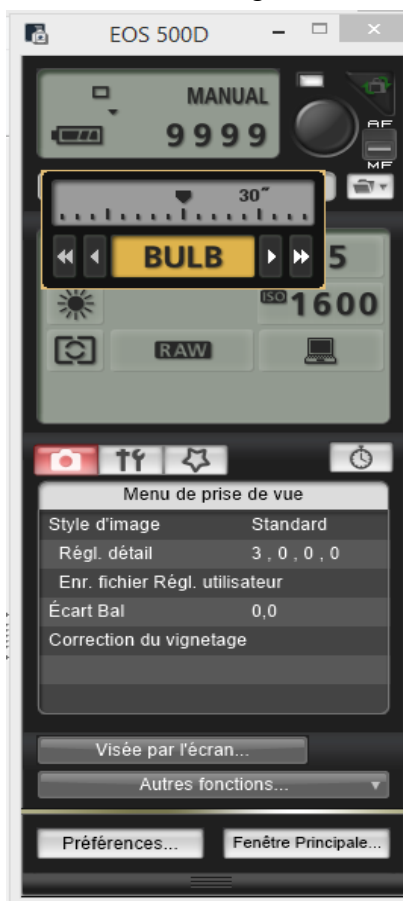 EOS 500D
MANUAL
9999
AF
MF
30"
BULB
5
ISO 1600
RAW
Menu de prise de vue
Style d'image Standard
Régl. détail 3 , 0 , 0 , 0
Enr. fichier Régl. utilisateur
Écart Bal 0,0
Correction du vignetage
Visée par l'écran...
Autres fonctions...
Préférences... Fenêtre Principale...